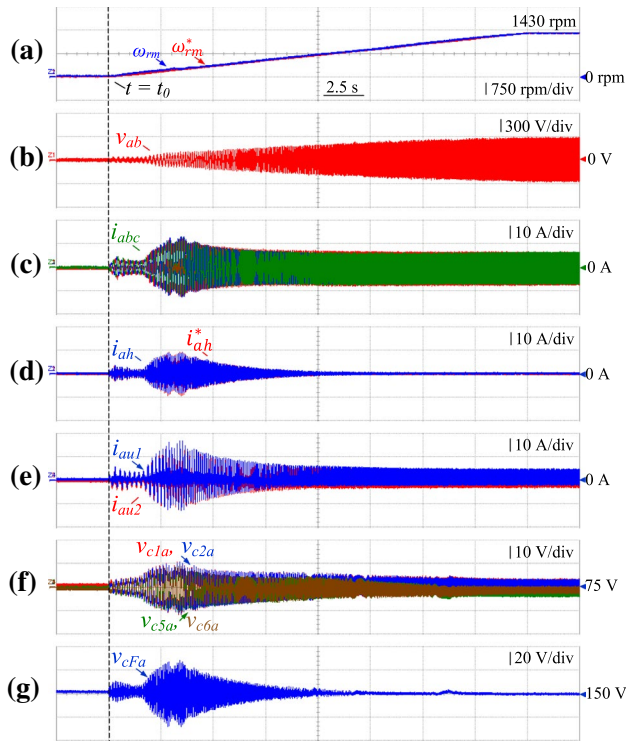 (a)
1430 rpm
ω_rm ω*_rm
0 rpm
t = t_0
2.5 s
|750 rpm/div
(b)
|300 V/div
v_ab
0 V
(c)
|10 A/div
i_abc
0 A
(d)
|10 A/div
i_ah i*_ah
0 A
(e)
|10 A/div
i_au1
0 A
i_au2
(f)
v_c1a, v_c2a
|10 V/div
75 V
v_c5a, v_c6a
(g)
|20 V/div
v_cFa
150 V